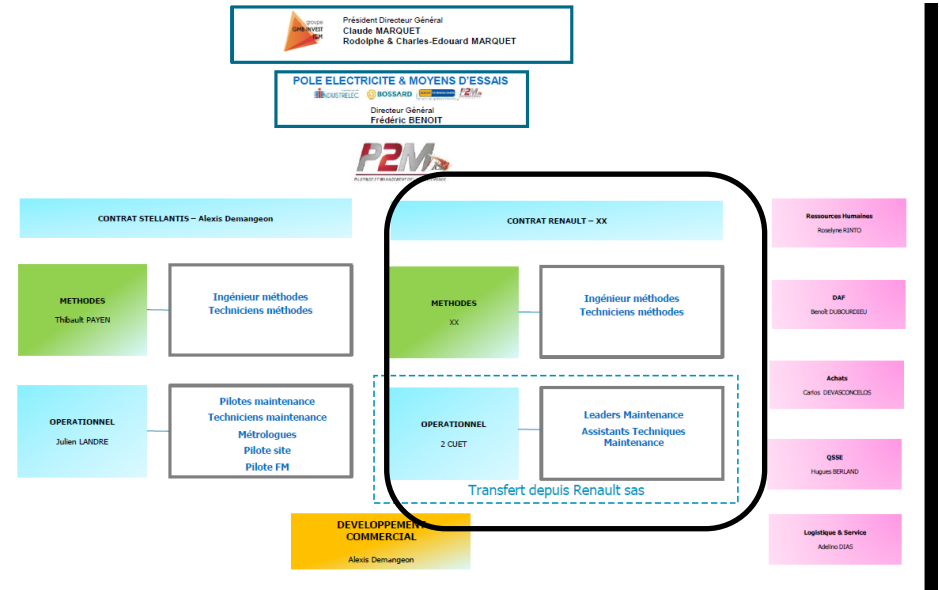 groupe
GMB INVEST
Président Directeur Général
Claude MARQUET
Rodolphe & Charles-Edouard MARQUET
POLE ELECTRICITE & MOYENS D'ESSAIS
INDUSTRELEC BOSSARD P2M
Directeur Général
Frédéric BENOIT
P2M
CONTRAT STELLANTIS – Alexis Demangeon
CONTRAT RENAULT – XX
METHODES
Thibault PAYEN
Ingénieur méthodes
Techniciens méthodes
METHODES
XX
Ingénieur méthodes
Techniciens méthodes
OPERATIONNEL
Julien LANDRE
Pilotes maintenance
Techniciens maintenance
Métrologues
Pilote site
Pilote FM
OPERATIONNEL
2 CUET
Leaders Maintenance
Assistants Techniques
Maintenance
Transfert depuis Renault sas
DEVELOPPEMENT
COMMERCIAL
Alexis Demangeon
Ressources Humaines
Roselyne RINTO
DAF
Benoît DUBOURDIEU
Achats
Carlos DEVASCONCELOS
QSSE
Hugues BERLAND
Logistique & Service
Adelino DIAS